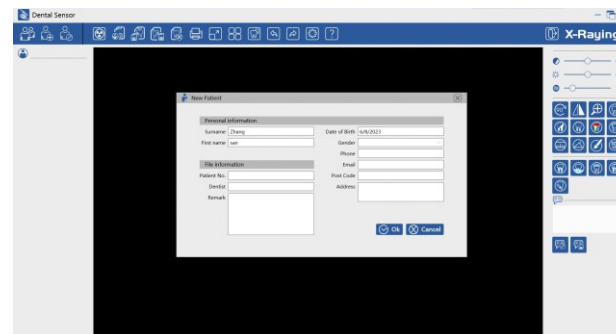 Dental Sensor
X-Raying
New Patient
Personal information
Surname Zhang
Date of Birth 6/9/2023
First name san
Gender
Phone
File information
Email
Patient No.
Post Code
Dentist
Address
Remark
Ok
Cancel